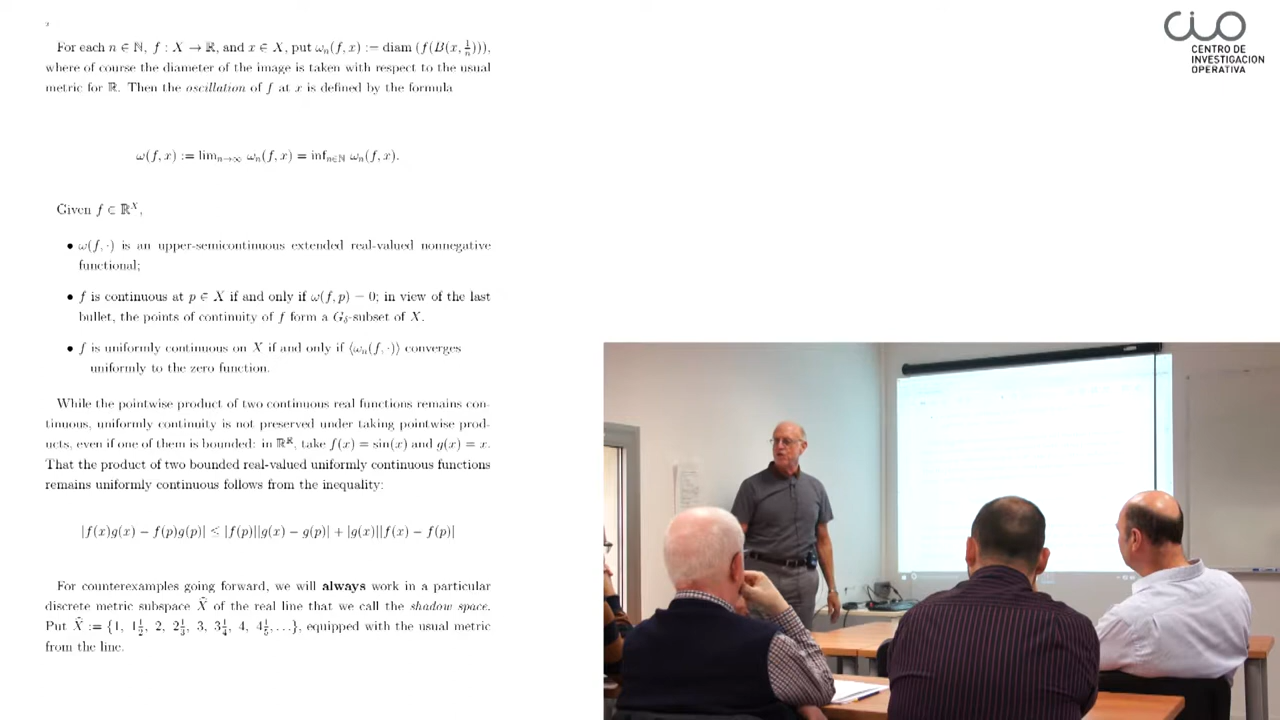 2
For each n ∈ ℕ, f : X → ℝ, and x ∈ X, put ωₙ(f, x) := diam (f(B(x, 1/n))),
where of course the diameter of the image is taken with respect to the usual
metric for ℝ. Then the oscillation of f at x is defined by the formula
ω(f, x) := limₙ→∞ ωₙ(f, x) = infₙ∈ℕ ωₙ(f, x).
Given f ∈ ℝ^X,
• ω(f, ·) is an upper-semicontinuous extended real-valued nonnegative
functional;
• f is continuous at p ∈ X if and only if ω(f, p) = 0; in view of the last
bullet, the points of continuity of f form a G_δ-subset of X.
• f is uniformly continuous on X if and only if ⟨ωₙ(f, ·)⟩ converges
uniformly to the zero function.
While the pointwise product of two continuous real functions remains con-
tinuous, uniformly continuity is not preserved under taking pointwise prod-
ucts, even if one of them is bounded: in ℝ^ℝ, take f(x) = sin(x) and g(x) = x.
That the product of two bounded real-valued uniformly continuous functions
remains uniformly continuous follows from the inequality:
|f(x)g(x) − f(p)g(p)| ≤ |f(p)||g(x) − g(p)| + |g(x)||f(x) − f(p)|
For counterexamples going forward, we will always work in a particular
discrete metric subspace X̂ of the real line that we call the shadow space.
Put X̂ := {1, 1½, 2, 2⅓, 3, 3¼, 4, 4⅕, . . .}, equipped with the usual metric
from the line.
CIO
CENTRO DE
INVESTIGACIÓN
OPERATIVA